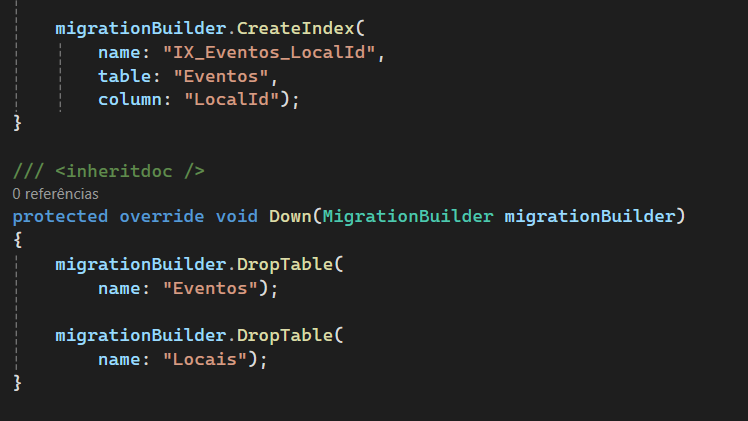 migrationBuilder.CreateIndex(
name: "IX_Eventos_LocalId",
table: "Eventos",
column: "LocalId");
}
/// <inheritdoc />
0 referências
protected override void Down(MigrationBuilder migrationBuilder)
{
migrationBuilder.DropTable(
name: "Eventos");
migrationBuilder.DropTable(
name: "Locais");
}